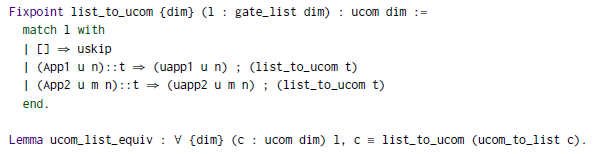 Fixpoint list_to_ucom {dim} (l : gate_list dim) : ucom dim :=
match l with
| [] ⇒ uskip
| (App1 u n)::t ⇒ (uapp1 u n) ; (list_to_ucom t)
| (App2 u m n)::t ⇒ (uapp2 u m n) ; (list_to_ucom t)
end.
Lemma ucom_list_equiv : ∀ {dim} (c : ucom dim) l, c ≡ list_to_ucom (ucom_to_list c).